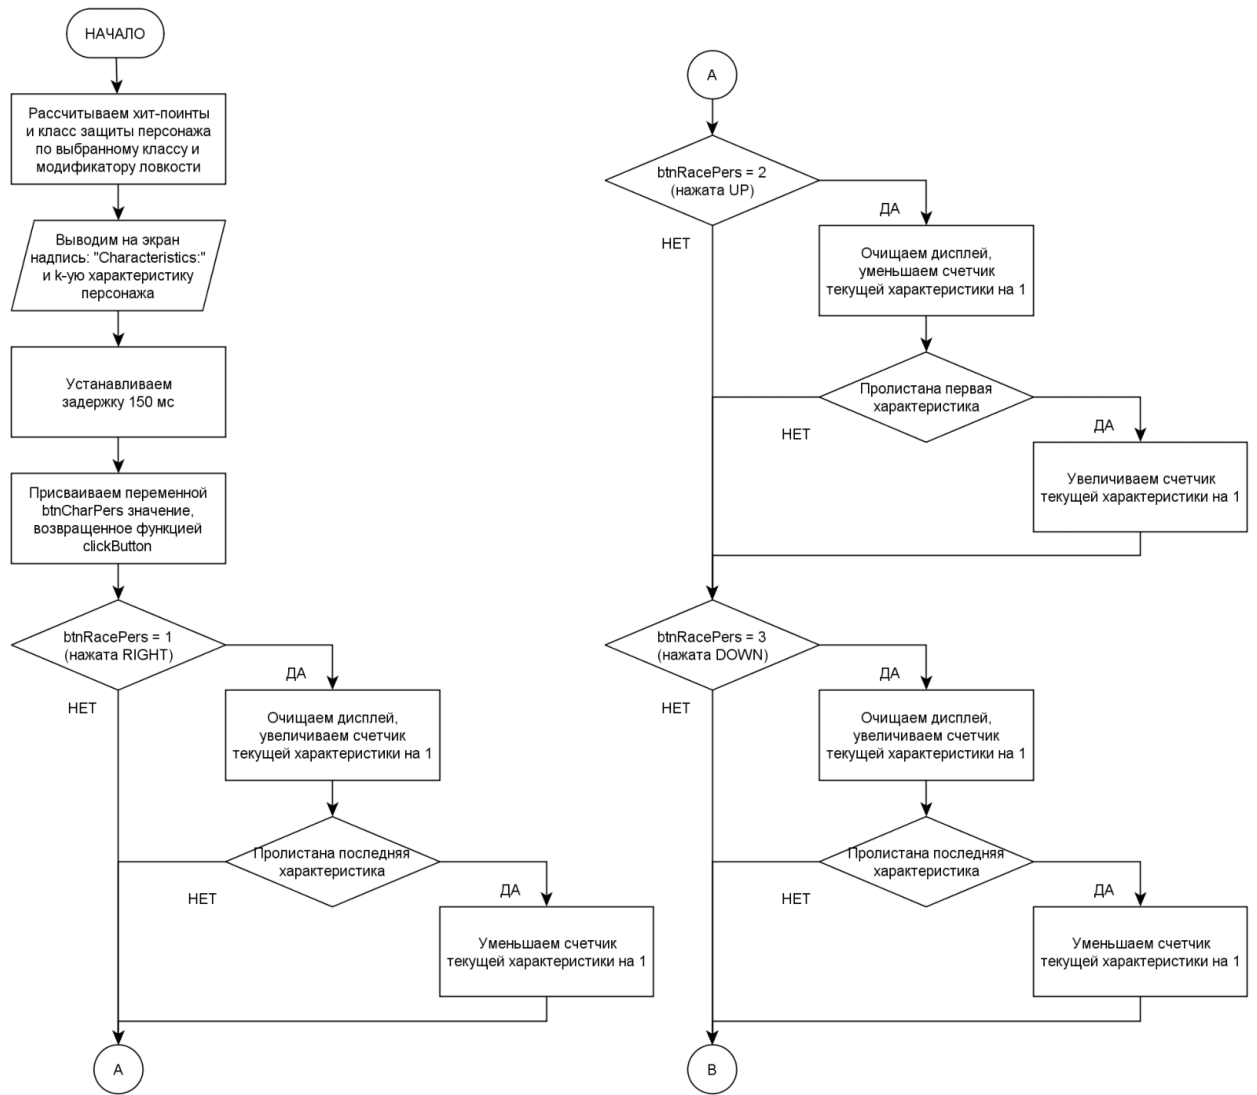 НАЧАЛО
Рассчитываем хит-поинты
и класс защиты персонажа
по выбранному классу и
модификатору ловкости
Выводим на экран
надпись: "Characteristics:"
и k-ую характеристику
персонажа
Устанавливаем
задержку 150 мс
Присваиваем переменной
btnCharPers значение,
возвращенное функцией
clickButton
btnRacePers = 1
(нажата RIGHT)
ДА
НЕТ
Очищаем дисплей,
увеличиваем счетчик
текущей характеристики на 1
Пролистана последняя
характеристика
НЕТ
ДА
Уменьшаем счетчик
текущей характеристики на 1
A
A
btnRacePers = 2
(нажата UP)
ДА
НЕТ
Очищаем дисплей,
уменьшаем счетчик
текущей характеристики на 1
Пролистана первая
характеристика
НЕТ
ДА
Увеличиваем счетчик
текущей характеристики на 1
btnRacePers = 3
(нажата DOWN)
ДА
НЕТ
Очищаем дисплей,
увеличиваем счетчик
текущей характеристики на 1
Пролистана последняя
характеристика
НЕТ
ДА
Уменьшаем счетчик
текущей характеристики на 1
B